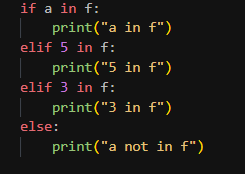 if a in f:
    print("a in f")
elif 5 in f:
    print("5 in f")
elif 3 in f:
    print("3 in f")
else:
    print("a not in f")